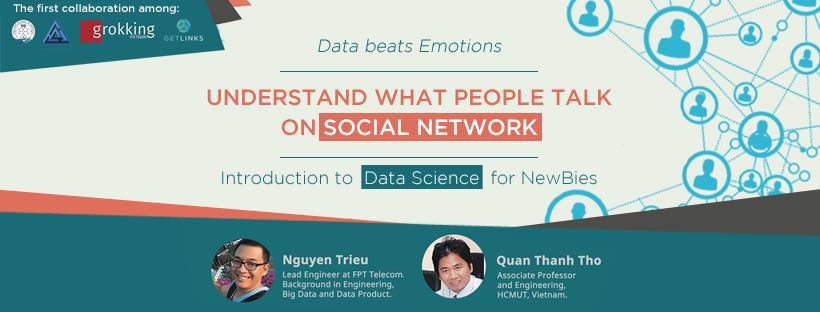 The first collaboration among:
grokking
VIETNAM
GETLINKS
Data beats Emotions
UNDERSTAND WHAT PEOPLE TALK
ON SOCIAL NETWORK
Introduction to Data Science for NewBies
Nguyen Trieu
Lead Engineer at FPT Telecom.
Background in Engineering,
Big Data and Data Product.
Quan Thanh Tho
Associate Professor
and Engineering,
HCMUT, Vietnam.